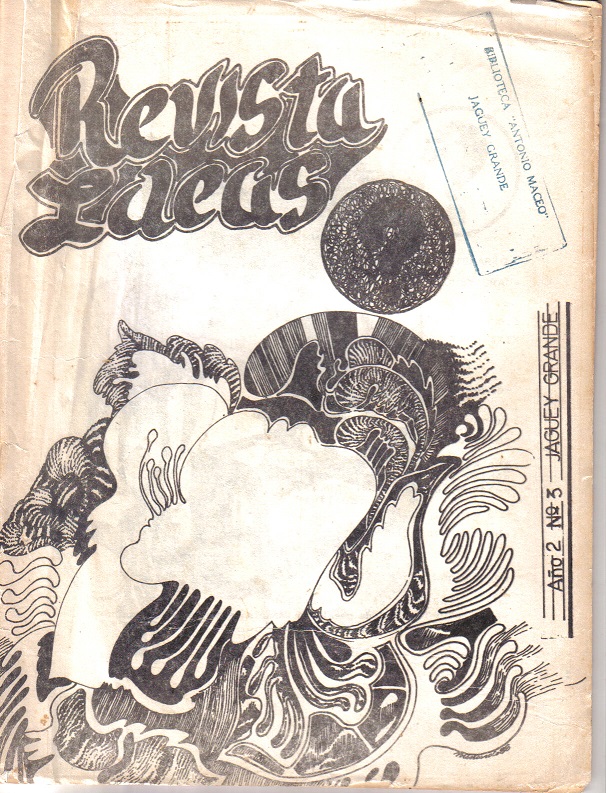 Revista
Ideas
BIBLIOTECA "ANTONIO MACEO"
JAGUEY GRANDE
Año 2 Nº 3 JAGUEY GRANDE